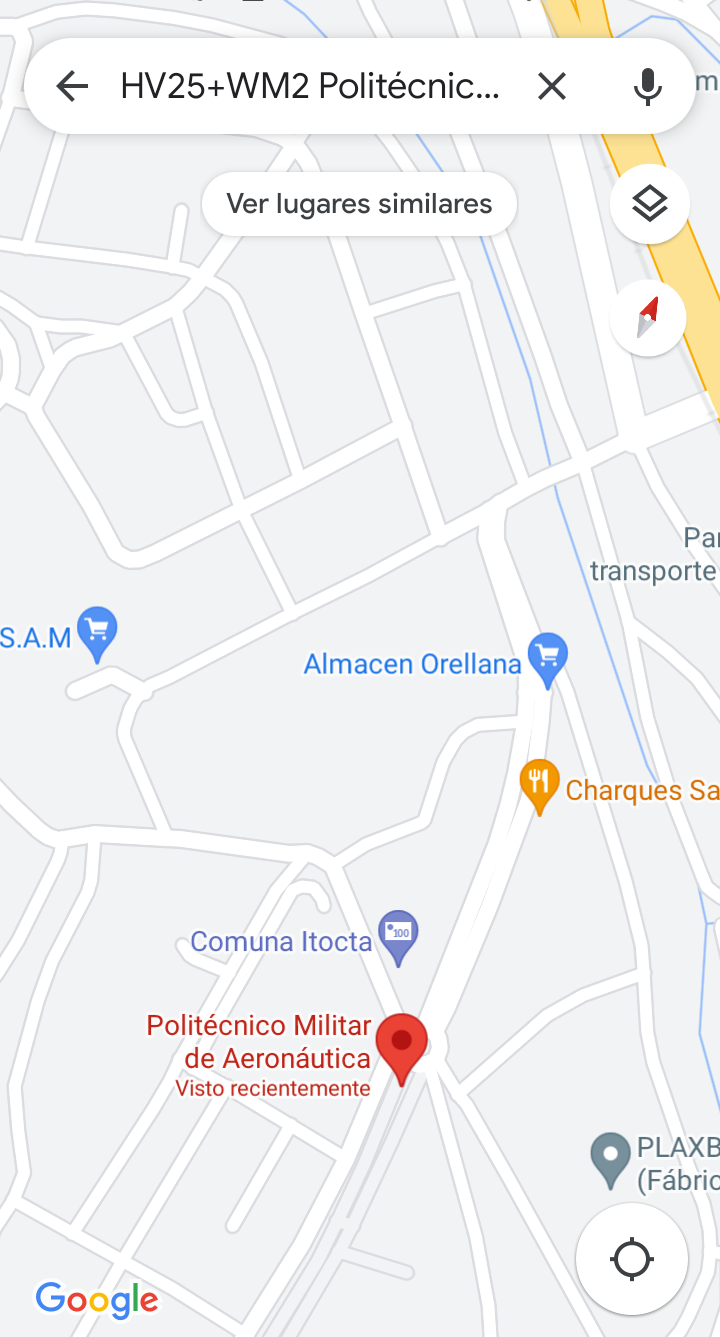 HV25+WM2 Politécnic...
m
Ver lugares similares
Par
transporte
S.A.M
Almacen Orellana
Charques Sa
100
Comuna Itocta
Politécnico Militar
de Aeronáutica
Visto recientemente
PLAXB
(Fábric
Google